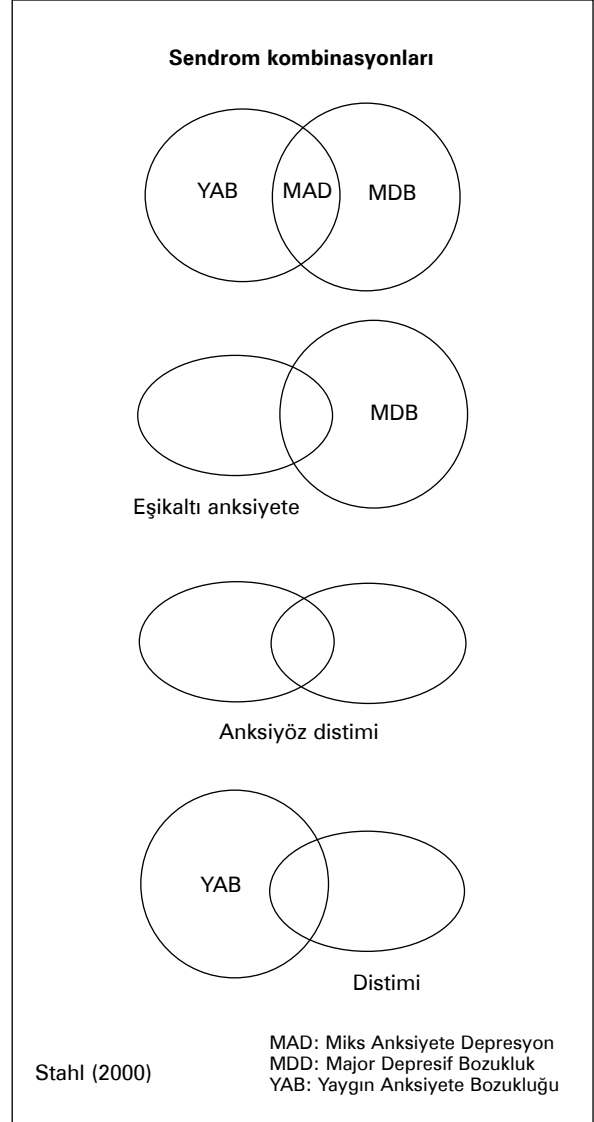 Sendrom kombinasyonları
YAB MAD MDB
MDB
Eşikaltı anksiyete
Anksiyöz distimi
YAB
Distimi
MAD: Miks Anksiyete Depresyon
MDD: Major Depresif Bozukluk
YAB: Yaygın Anksiyete Bozukluğu
Stahl (2000)